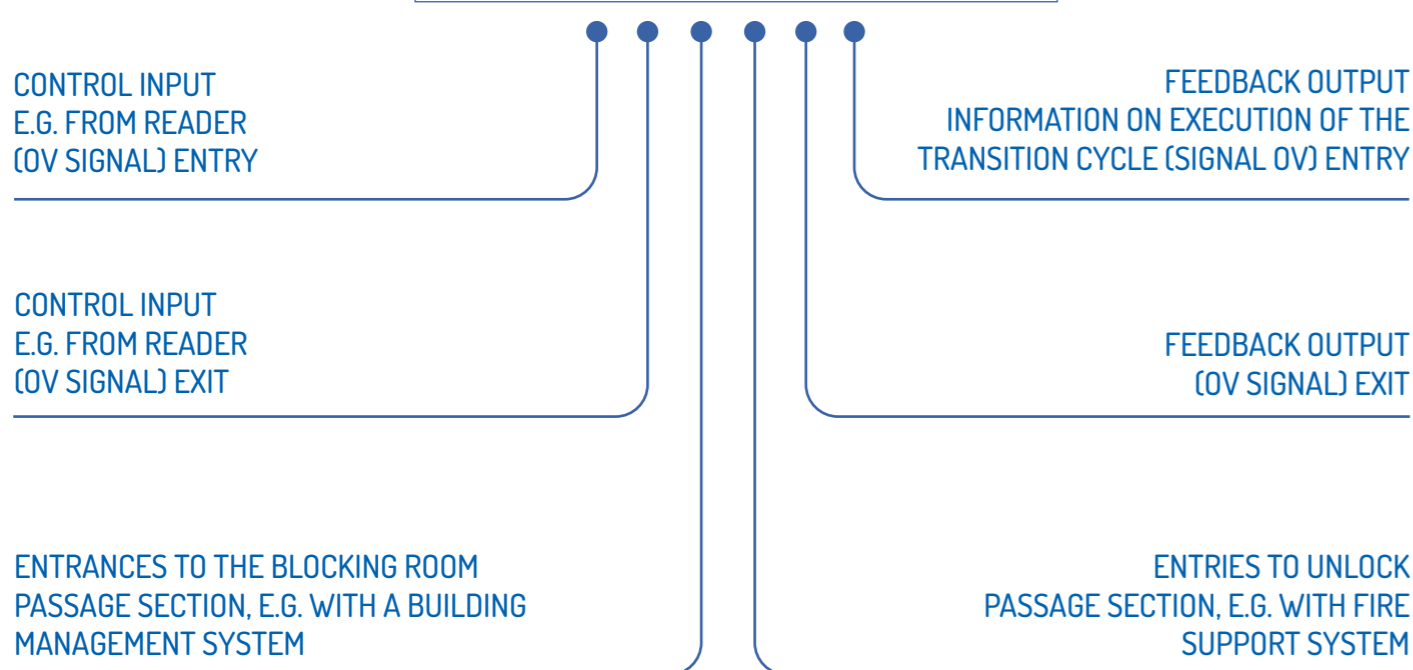 CONTROL INPUT
E.G. FROM READER
(0V SIGNAL) ENTRY
FEEDBACK OUTPUT
INFORMATION ON EXECUTION OF THE
TRANSITION CYCLE (SIGNAL 0V) ENTRY
CONTROL INPUT
E.G. FROM READER
(0V SIGNAL) EXIT
FEEDBACK OUTPUT
(0V SIGNAL) EXIT
ENTRANCES TO THE BLOCKING ROOM
PASSAGE SECTION, E.G. WITH A BUILDING
MANAGEMENT SYSTEM
ENTRIES TO UNLOCK
PASSAGE SECTION, E.G. WITH FIRE
SUPPORT SYSTEM